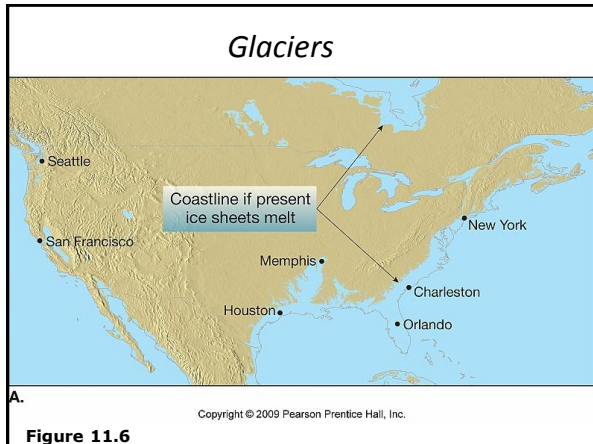 Glaciers
Seattle
Coastline if present
ice sheets melt
New York
San Francisco
Memphis
Charleston
Houston
Orlando
A.
Copyright © 2009 Pearson Prentice Hall, Inc.
Figure 11.6